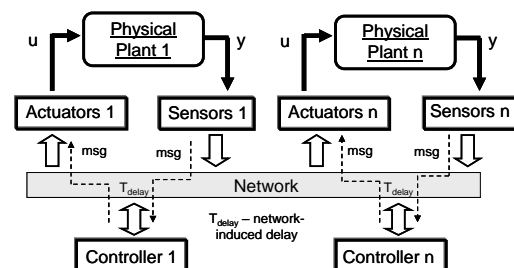 Physical
Plant 1
u
y
Actuators 1
Sensors 1
msg
msg
Physical
Plant n
u
y
Actuators n
Sensors n
msg
msg
Tdelay
Network
Tdelay
Tdelay – network-
induced delay
Controller 1
Controller n